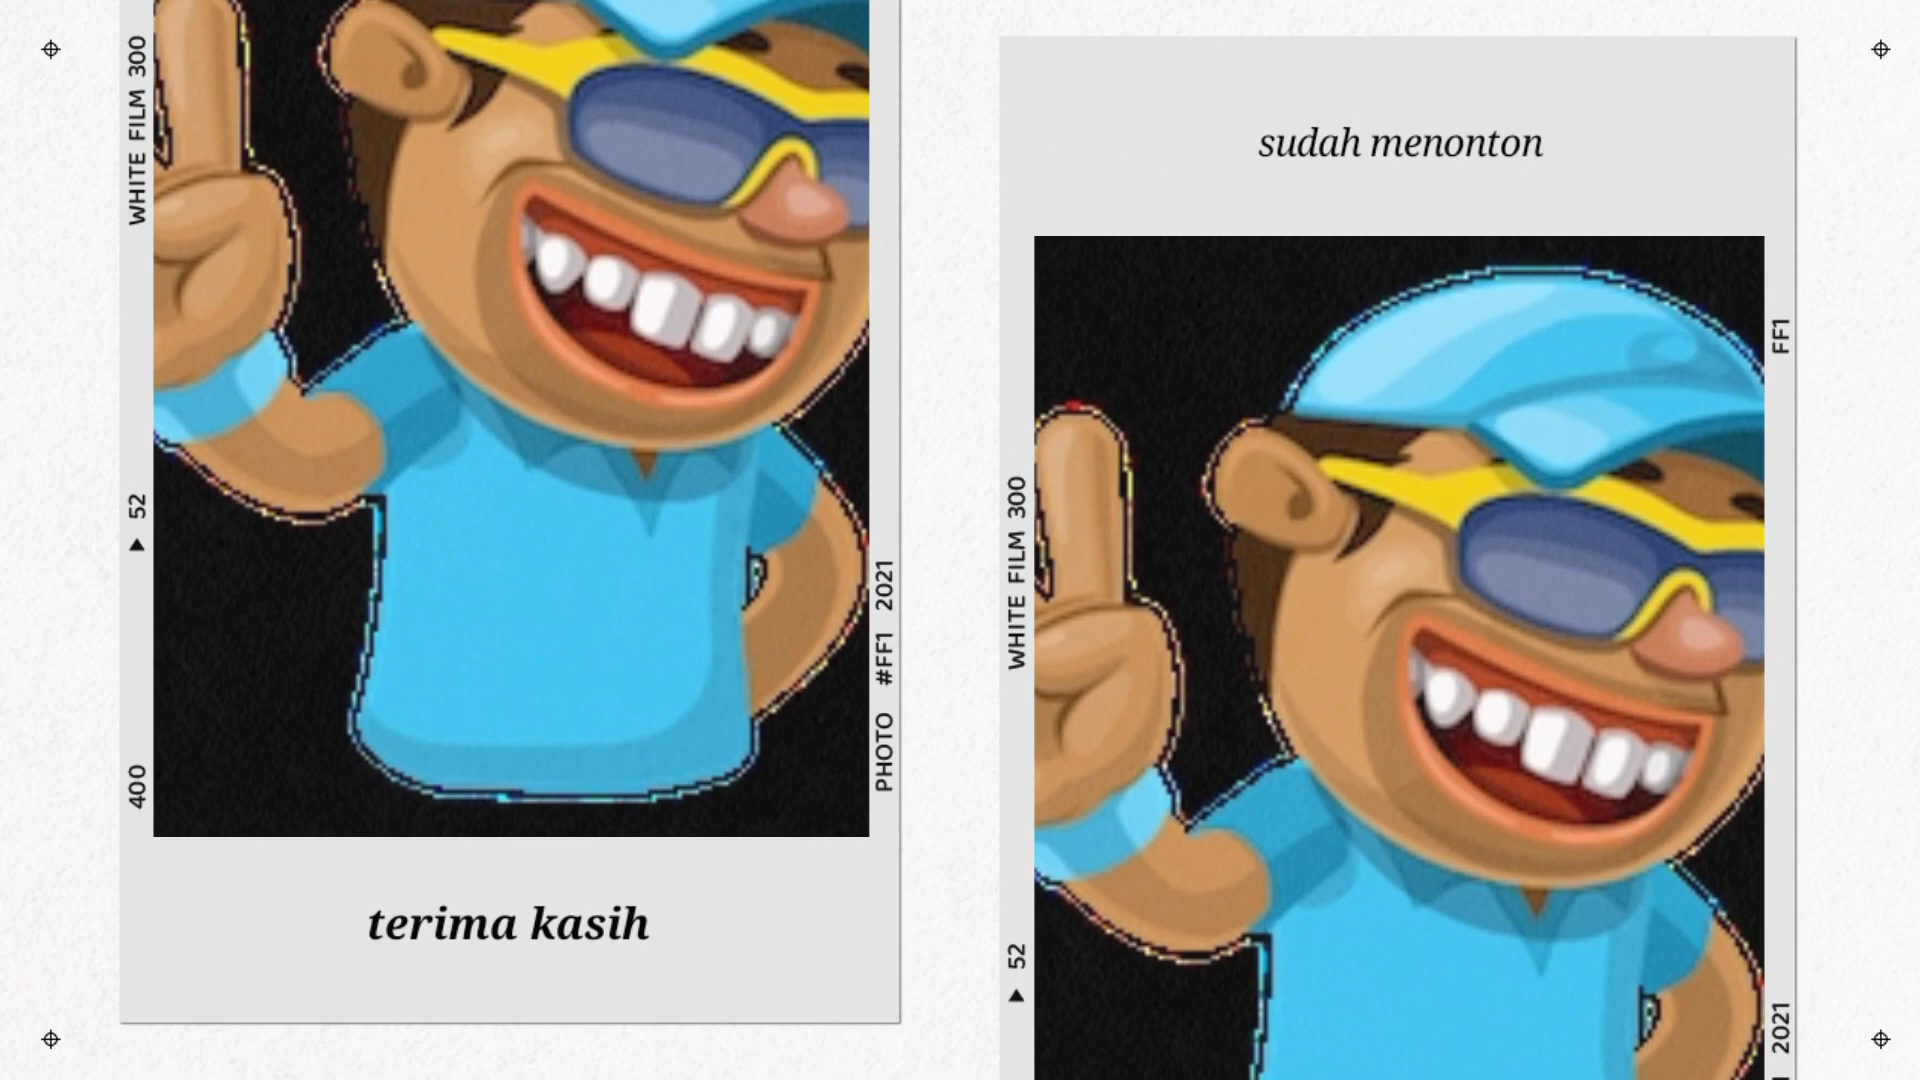 WHITE FILM 300
52
400
PHOTO #FF1 2021
terima kasih
sudah menonton
WHITE FILM 300
52
FF1
2021